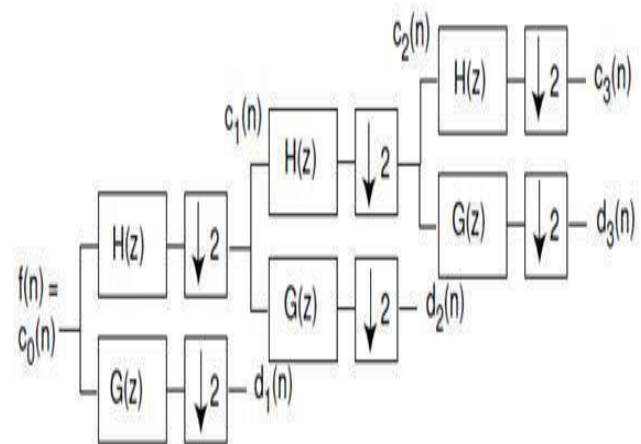 c₂(n)
H(z)
2
c₃(n)
c₁(n)
H(z)
2
G(z)
2
d₃(n)
H(z)
2
G(z)
2
d₂(n)
f(n) =
c₀(n)
G(z)
2
d₁(n)